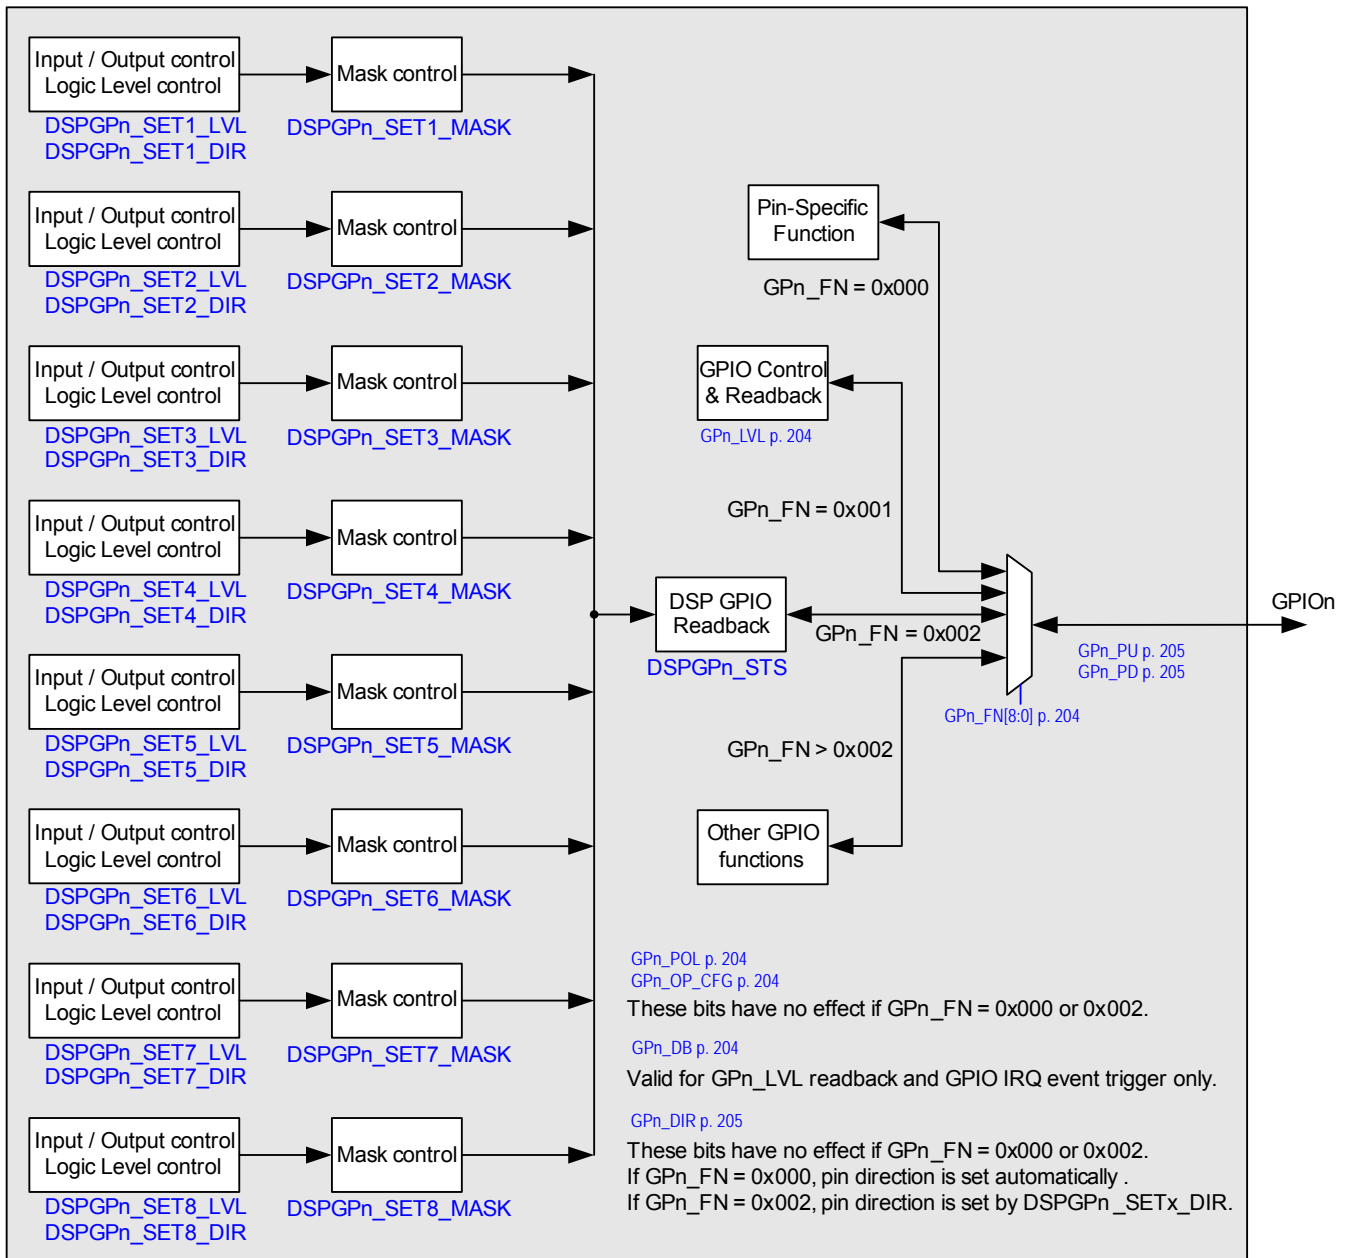 Input / Output control
Logic Level control
DSPGPn_SET1_LVL
DSPGPn_SET1_DIR
Mask control
DSPGPn_SET1_MASK
Input / Output control
Logic Level control
DSPGPn_SET2_LVL
DSPGPn_SET2_DIR
Mask control
DSPGPn_SET2_MASK
Input / Output control
Logic Level control
DSPGPn_SET3_LVL
DSPGPn_SET3_DIR
Mask control
DSPGPn_SET3_MASK
Input / Output control
Logic Level control
DSPGPn_SET4_LVL
DSPGPn_SET4_DIR
Mask control
DSPGPn_SET4_MASK
Input / Output control
Logic Level control
DSPGPn_SET5_LVL
DSPGPn_SET5_DIR
Mask control
DSPGPn_SET5_MASK
Input / Output control
Logic Level control
DSPGPn_SET6_LVL
DSPGPn_SET6_DIR
Mask control
DSPGPn_SET6_MASK
Input / Output control
Logic Level control
DSPGPn_SET7_LVL
DSPGPn_SET7_DIR
Mask control
DSPGPn_SET7_MASK
Input / Output control
Logic Level control
DSPGPn_SET8_LVL
DSPGPn_SET8_DIR
Mask control
DSPGPn_SET8_MASK
Pin-Specific
Function
GPn_FN = 0x000
GPIO Control
& Readback
GPn_LVL p. 204
GPn_FN = 0x001
DSP GPIO
Readback
DSPGPn_STS
GPn_FN = 0x002
GPn_FN > 0x002
Other GPIO
functions
GPn_FN[8:0] p. 204
GPn_PU p. 205
GPn_PD p. 205
GPIOn
GPn_POL p. 204
GPn_OP_CFG p. 204
These bits have no effect if GPn_FN = 0x000 or 0x002.
GPn_DB p. 204
Valid for GPn_LVL readback and GPIO IRQ event trigger only.
GPn_DIR p. 205
These bits have no effect if GPn_FN = 0x000 or 0x002.
If GPn_FN = 0x000, pin direction is set automatically .
If GPn_FN = 0x002, pin direction is set by DSPGPn_SETx_DIR.